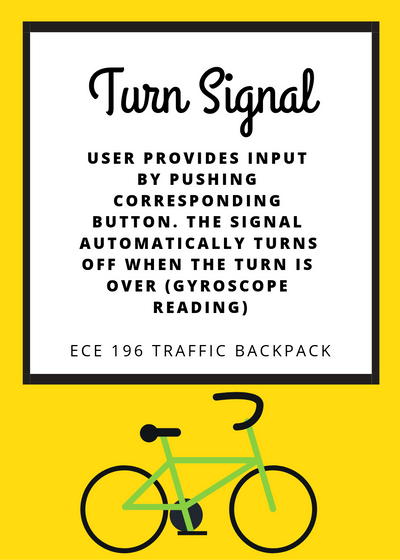 Turn Signal
USER PROVIDES INPUT
BY PUSHING
CORRESPONDING
BUTTON. THE SIGNAL
AUTOMATICALLY TURNS
OFF WHEN THE TURN IS
OVER (GYROSCOPE
READING)
ECE 196 TRAFFIC BACKPACK